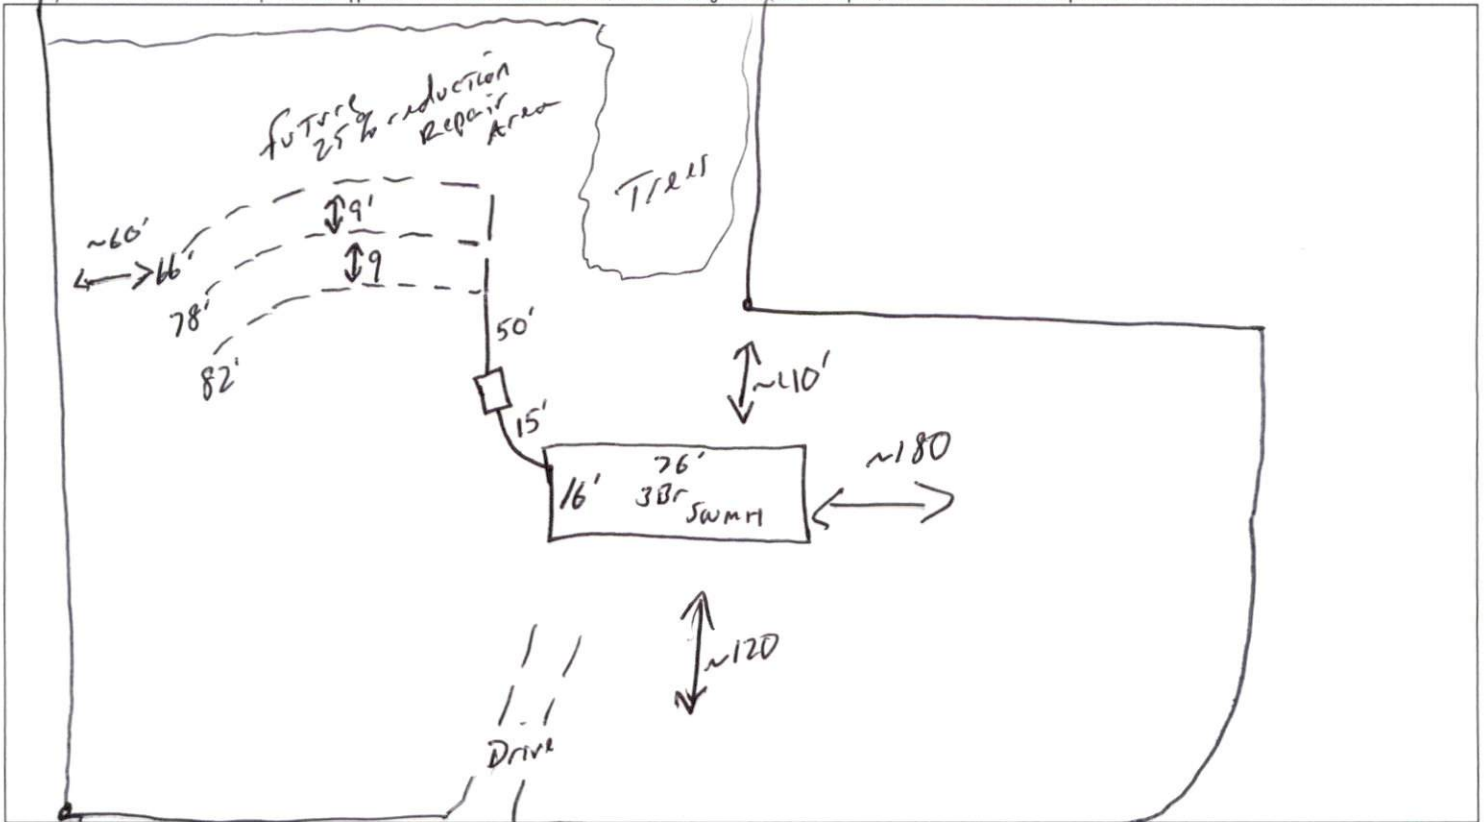 future
25% reduction
Repair
Area
Trees
~60'
9'
66'
9
78'
82'
50'
15'
~110'
76'
16'
3Br
SWMH
~180
~120
Drive